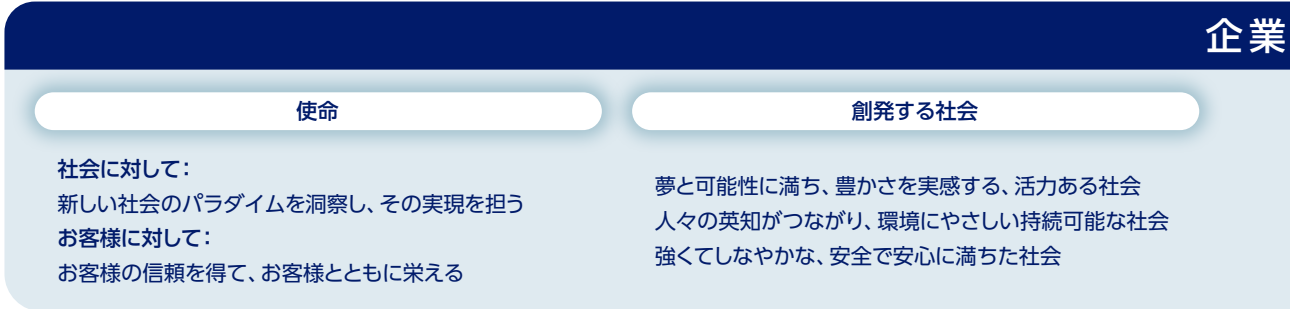 企業
使命
社会に対して:
新しい社会のパラダイムを洞察し、その実現を担う
お客様に対して:
お客様の信頼を得て、お客様とともに栄える
創発する社会
夢と可能性に満ち、豊かさを実感する、活力ある社会
人々の英知がつながり、環境にやさしい持続可能な社会
強くてしなやかな、安全で安心に満ちた社会